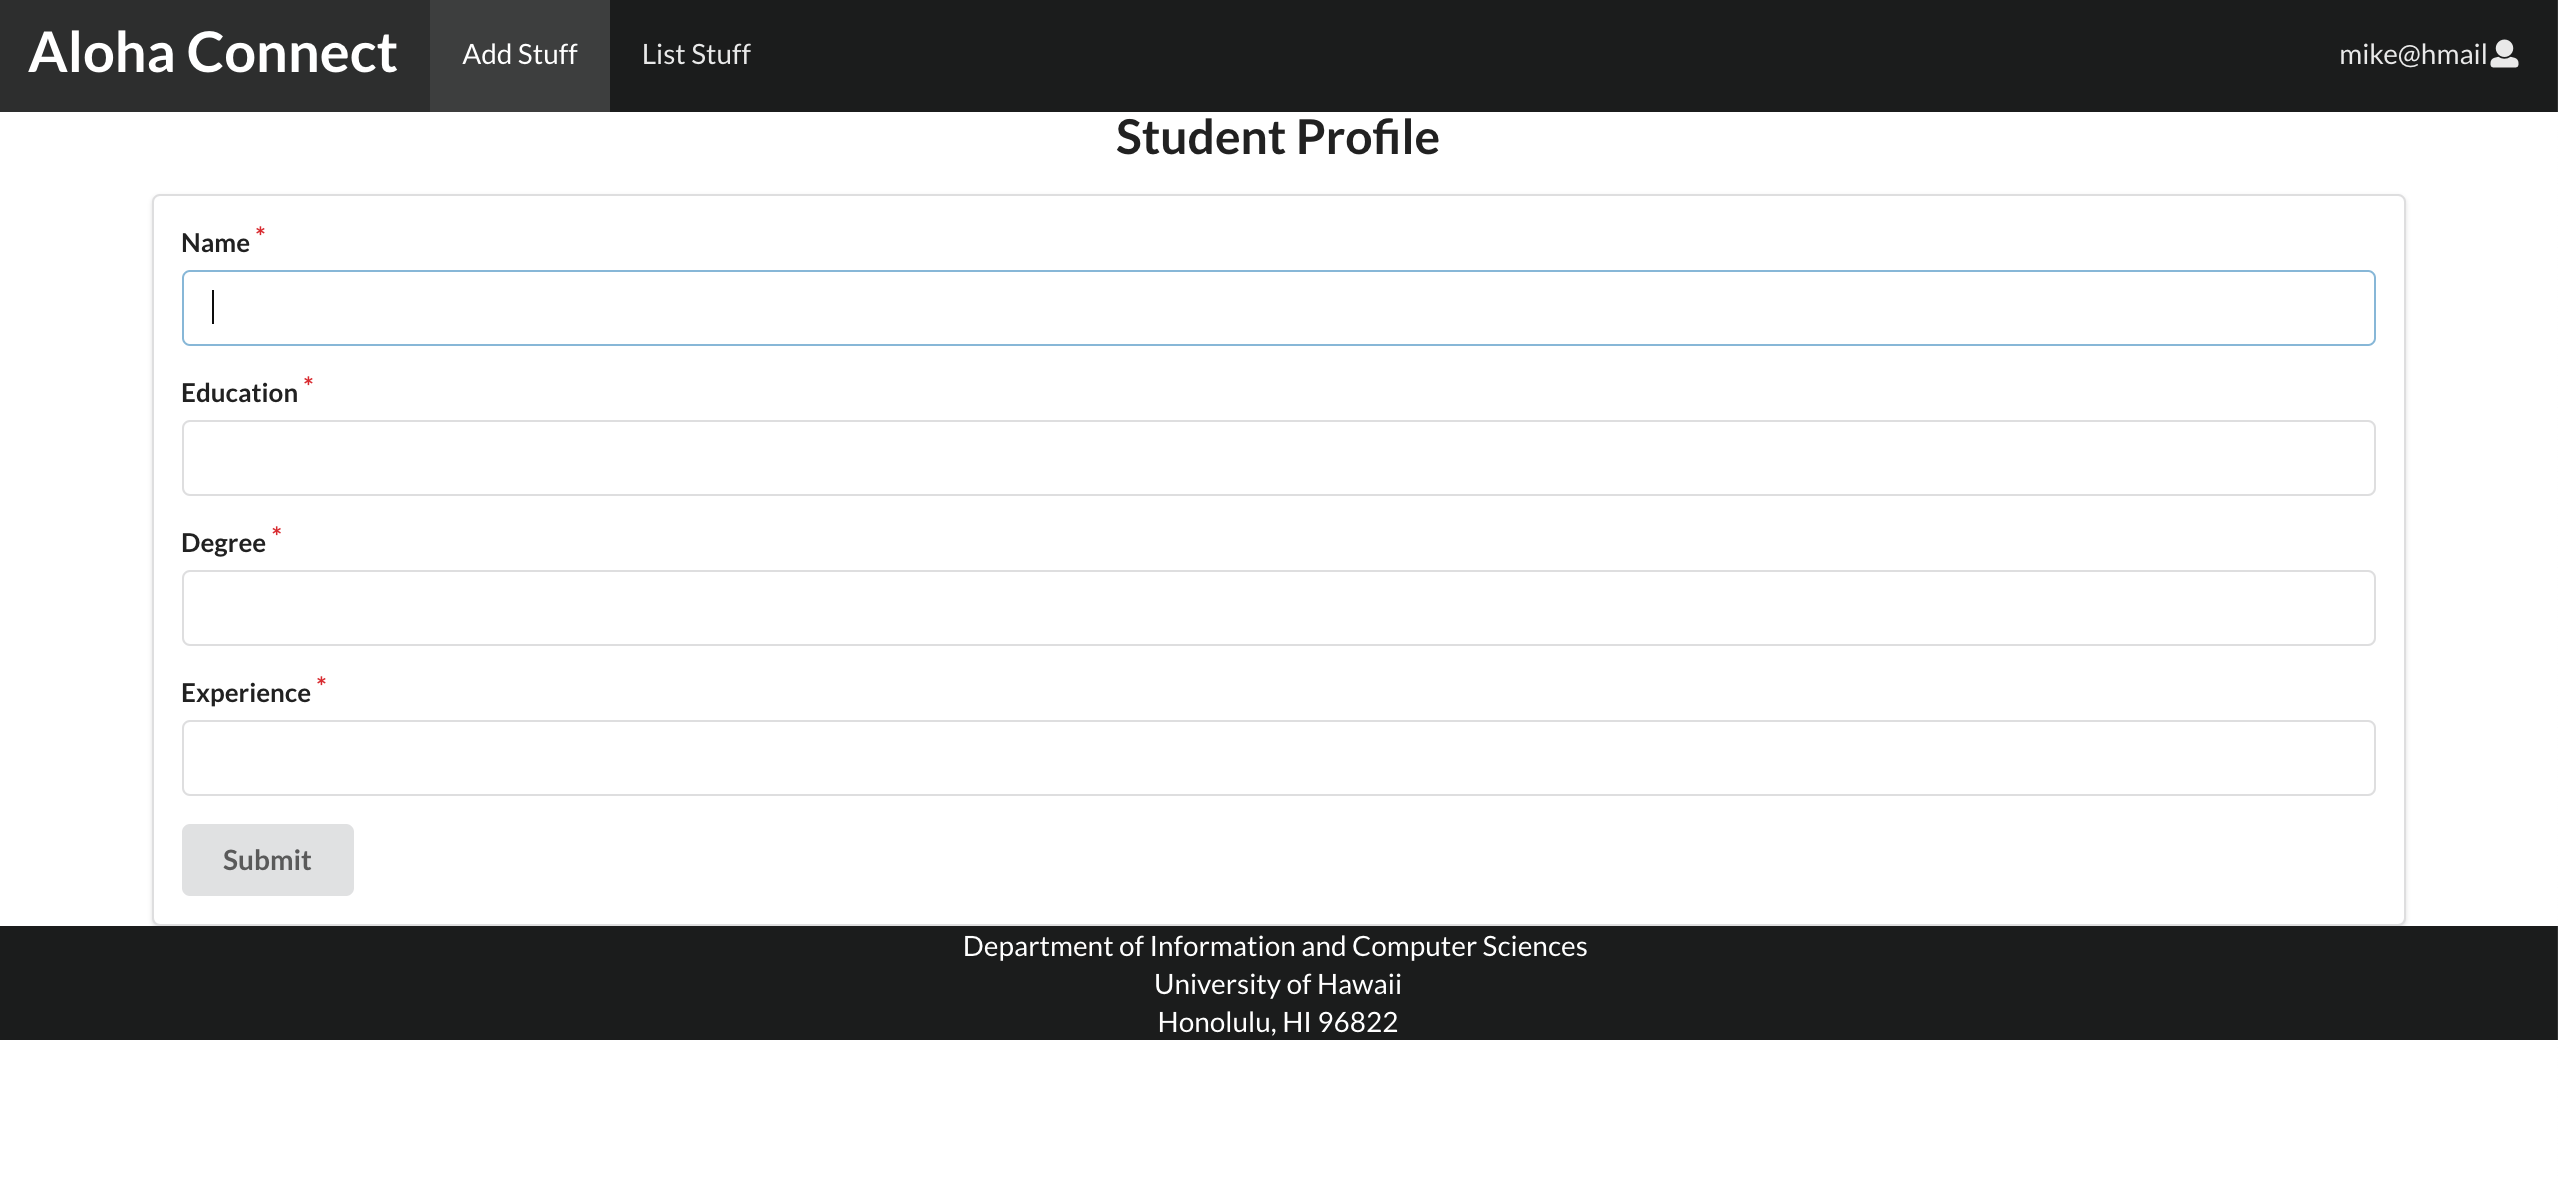 Aloha Connect Add Stuff List Stuff mike@hmail
Student Profile
Name *
Education *
Degree *
Experience *
Submit
Department of Information and Computer Sciences
University of Hawaii
Honolulu, HI 96822